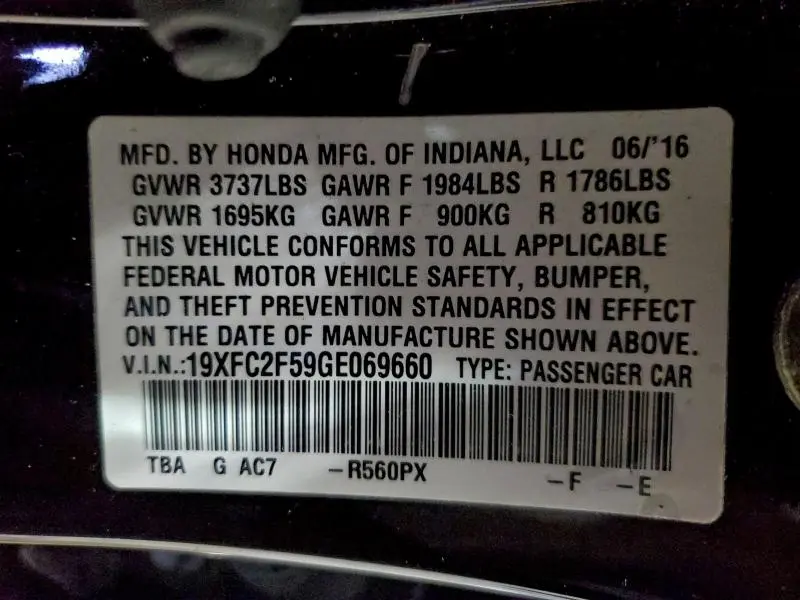 MFD. BY HONDA MFG. OF INDIANA, LLC 06/'16
GVWR 3737LBS GAWR F 1984LBS R 1786LBS
GVWR 1695KG GAWR F 900KG R 810KG
THIS VEHICLE CONFORMS TO ALL APPLICABLE
FEDERAL MOTOR VEHICLE SAFETY, BUMPER,
AND THEFT PREVENTION STANDARDS IN EFFECT
ON THE DATE OF MANUFACTURE SHOWN ABOVE.
V.I.N.:19XFC2F59GE069660 TYPE: PASSENGER CAR
TBA G AC7 –R560PX –F –E